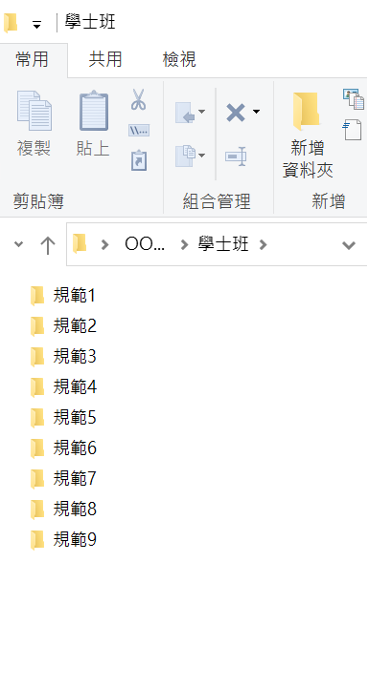 學士班
常用 共用 檢視
複製 貼上 \\... 新增
資料夾
剪貼簿 組合管理 新增
OO... 學士班
規範1
規範2
規範3
規範4
規範5
規範6
規範7
規範8
規範9